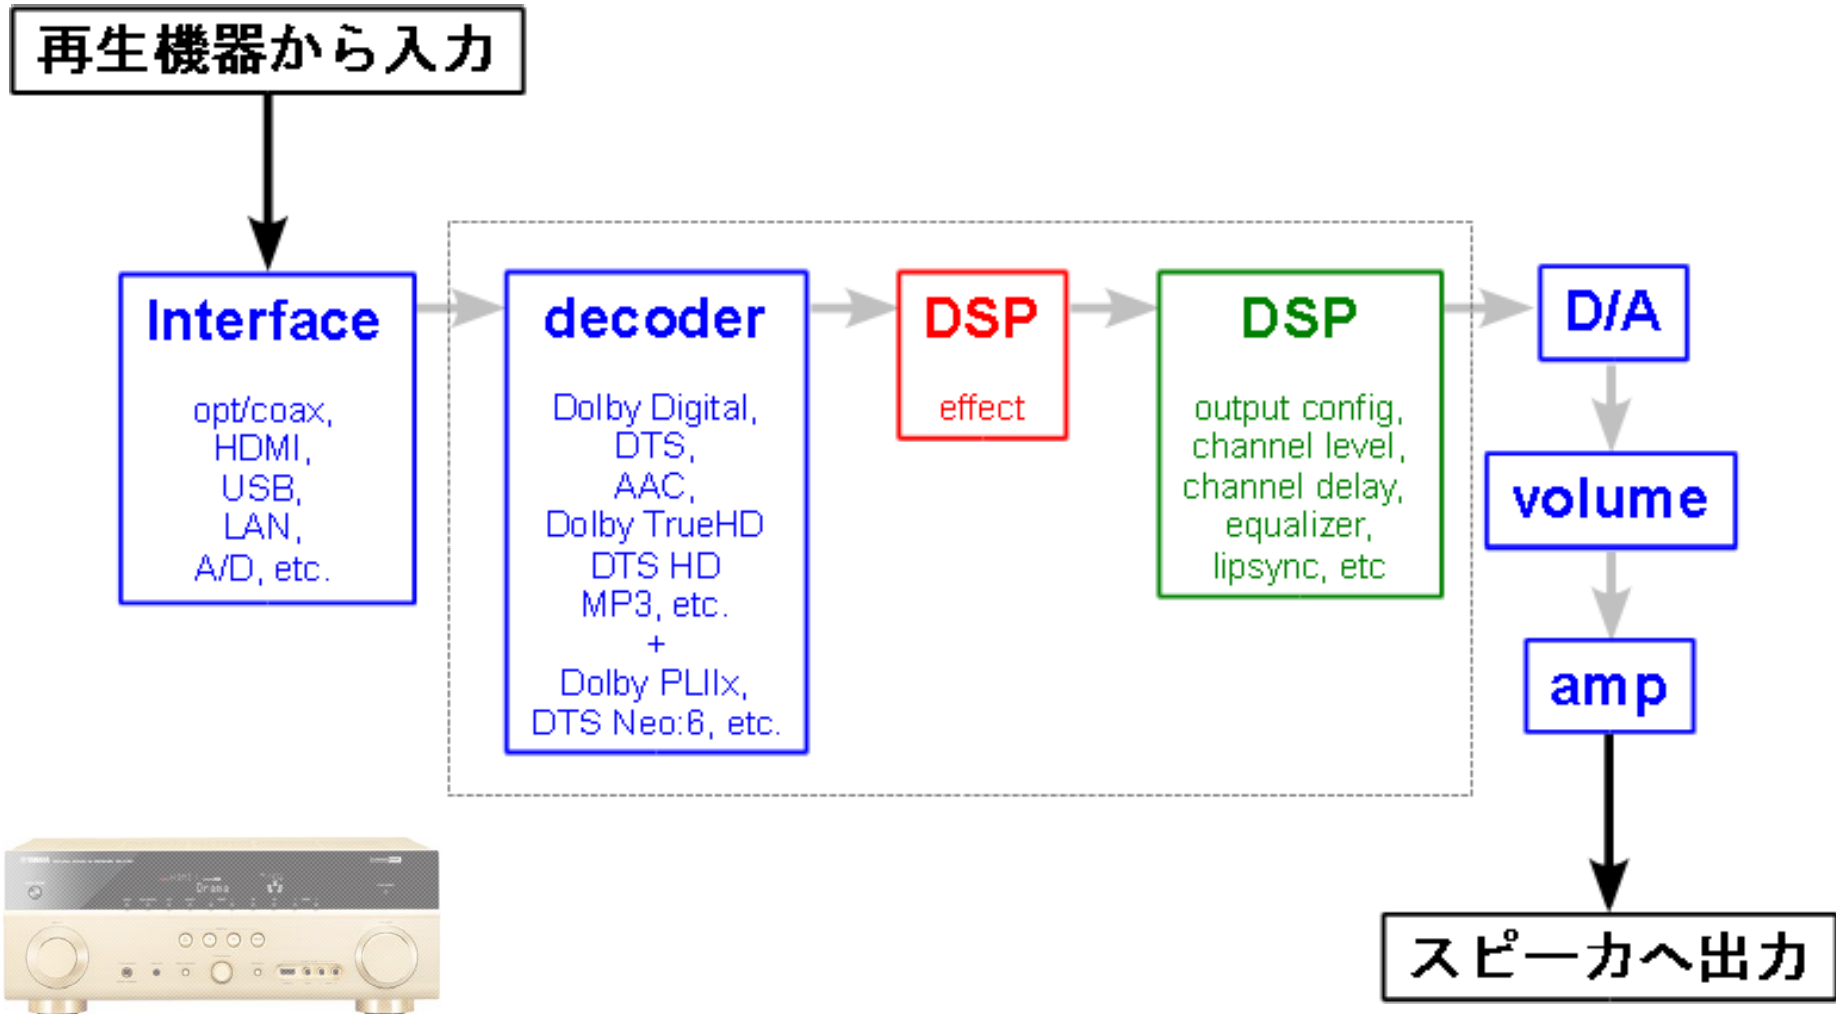 再生機器から入力
Interface
opt/coax,
HDMI,
USB,
LAN,
A/D, etc.
decoder
Dolby Digital,
DTS,
AAC,
Dolby TrueHD
DTS HD
MP3, etc.
+
Dolby PLIIx,
DTS Neo:6, etc.
DSP
effect
DSP
output config,
channel level,
channel delay,
equalizer,
lipsync, etc
D/A
volume
amp
スピーカへ出力
YAMAHA
Drama